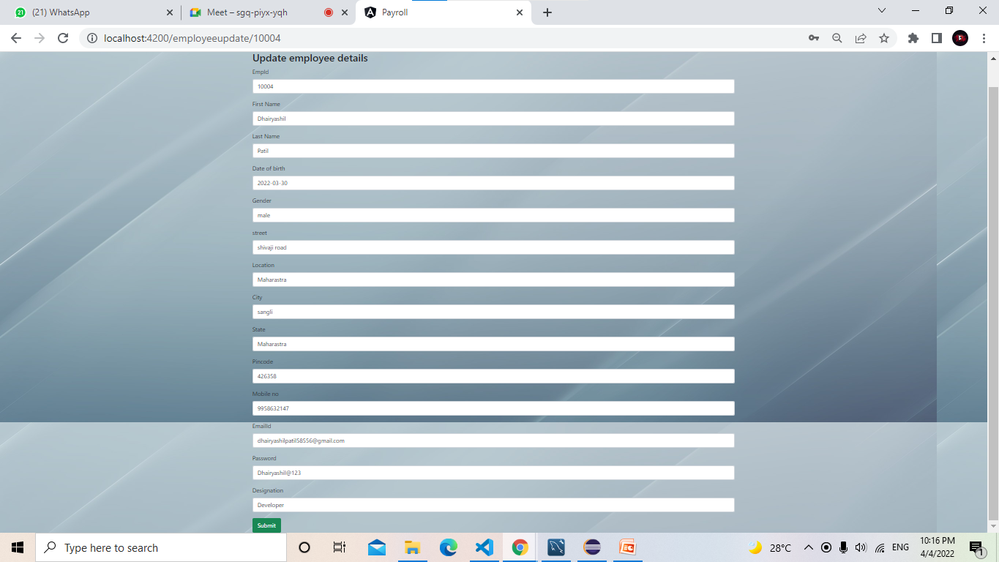 (21) WhatsApp
Meet – sgq-piyx-yqh
Payroll
localhost:4200/employeeupdate/10004
Update employee details
EmpId
10004
First Name
Dhairyashil
Last Name
Patil
Date of birth
2022-03-30
Gender
male
street
shivaji road
Location
Maharastra
City
sangli
State
Maharastra
Pincode
426358
Mobile no
9958632147
EmailId
dhairyashilpatil58556@gmail.com
Password
Dhairyashil@123
Designation
Developer
Submit
Type here to search
28°C
ENG
10:16 PM
4/4/2022
1